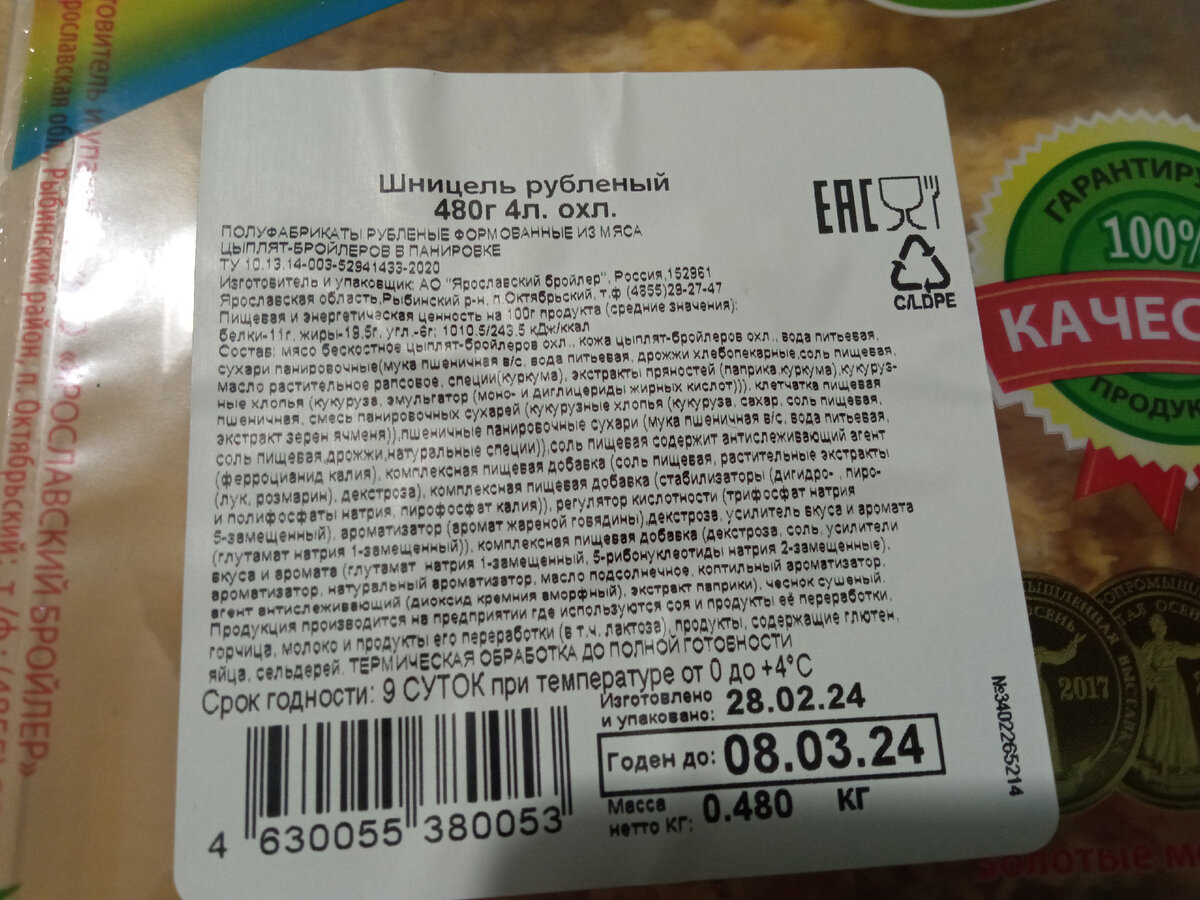 Шницель рубленый
480г 4л. охл.
ПОЛУФАБРИКАТЫ РУБЛЕНЫЕ ФОРМОВАННЫЕ ИЗ МЯСА
ЦЫПЛЯТ-БРОЙЛЕРОВ В ПАНИРОВКЕ
ТУ 10.13.14-003-52941433-2020
Изготовитель и упаковщик: АО "Ярославский бройлер", Россия,152961
Ярославская область,Рыбинский р-н, п.Октябрьский, т.ф (4855)28-27-47
Пищевая и энергетическая ценность на 100г продукта (средние значения):
белки-11г, жиры-19,5г, угл.-6г; 1010,5/243,5 кДж/ккал
Состав: мясо бескостное цыплят-бройлеров охл., кожа цыплят-бройлеров охл., вода питьевая,
сухари панировочные(мука пшеничная в/с, вода питьевая, дрожжи хлебопекарные,соль пищевая,
масло растительное рапсовое, специи(куркума), экстракты пряностей (паприка,куркума),кукуруз-
ные хлопья (кукуруза, эмульгатор (моно- и диглицериды жирных кислот))), клетчатка пищевая
пшеничная, смесь панировочных сухарей (кукурузные хлопья (кукуруза, сахар, соль пищевая,
экстракт зерен ячменя)),пшеничные панировочные сухари (мука пшеничная в/с, вода питьевая,
соль пищевая,дрожжи,натуральные специи)),соль пищевая содержит антислеживающий агент
(ферроцианид калия), комплексная пищевая добавка (соль пищевая, растительные экстракты
(лук, розмарин), декстроза), комплексная пищевая добавка (стабилизаторы (дигидро- , пиро-
и полифосфаты натрия, пирофосфат калия)), регулятор кислотности (трифосфат натрия
5-замещенный), ароматизатор (аромат жареной говядины),декстроза, усилитель вкуса и аромата
(глутамат натрия 1-замещенный)), комплексная пищевая добавка (декстроза, соль, усилители
вкуса и аромата (глутамат натрия 1-замещенный, 5-рибонуклеотиды натрия 2-замещенные),
ароматизатор, натуральный ароматизатор, масло подсолнечное, коптильный ароматизатор,
агент антислеживающий (диоксид кремния аморфный), экстракт паприки), чеснок сушеный.
Продукция производится на предприятии где используются соя и продукты её переработки,
горчица, молоко и продукты его переработки (в т.ч. лактоза), продукты, содержащие глютен,
яйца, сельдерей. ТЕРМИЧЕСКАЯ ОБРАБОТКА ДО ПОЛНОЙ ГОТОВНОСТИ
Срок годности: 9 СУТОК при температуре от 0 до +4°С
Изготовлено
и упаковано: 28.02.24
Годен до: 08.03.24
Масса
нетто КГ: 0.480 КГ
4 630055 380053
№34022265214
ЕАС
C/LDPE
ГАРАНТИРУ
100%
КАЧЕС
ПРОДУК
2017
ЗОЛОТЫЕ М
Рыбинский район, п. Октябрьский; т./ф.:
ЯРОСЛАВСКИЙ БРОЙЛЕР»